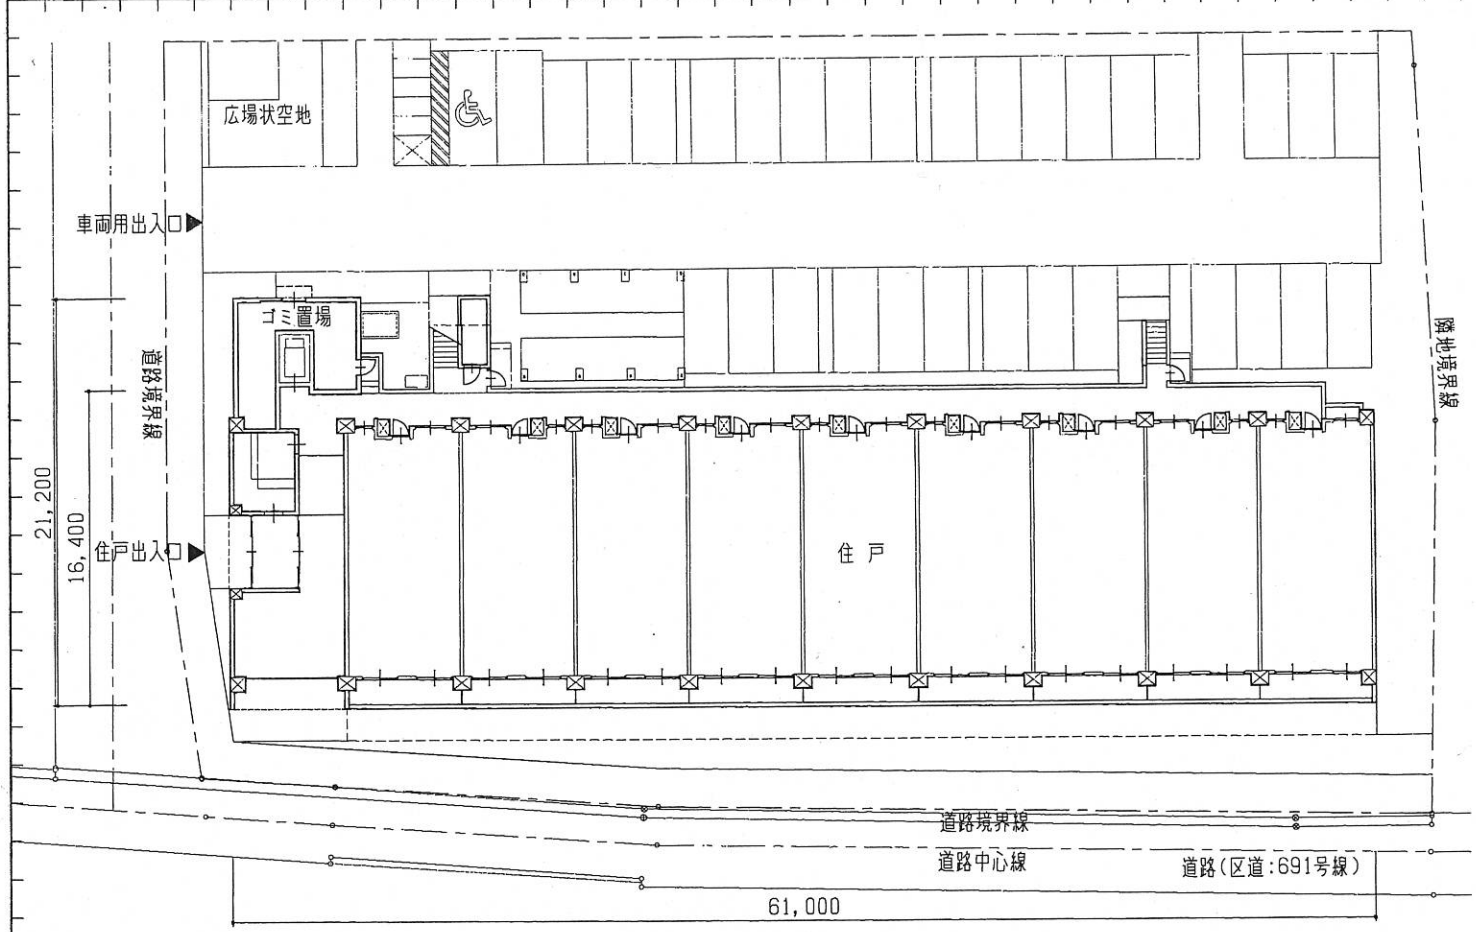 広場状空地
車両用出入口
ゴミ置場
道路境界線
隣地境界線
21,200
16,400
住戸出入口
住戸
道路境界線
道路中心線
道路(区道:691号線)
61,000